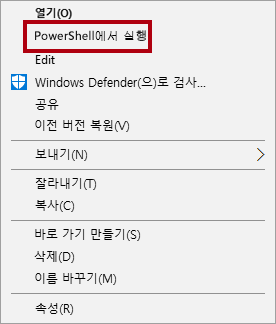 열기(O)
PowerShell에서 실행
Edit
Windows Defender(으)로 검사...
공유
이전 버전 복원(V)
보내기(N)
잘라내기(T)
복사(C)
바로 가기 만들기(S)
삭제(D)
이름 바꾸기(M)
속성(R)